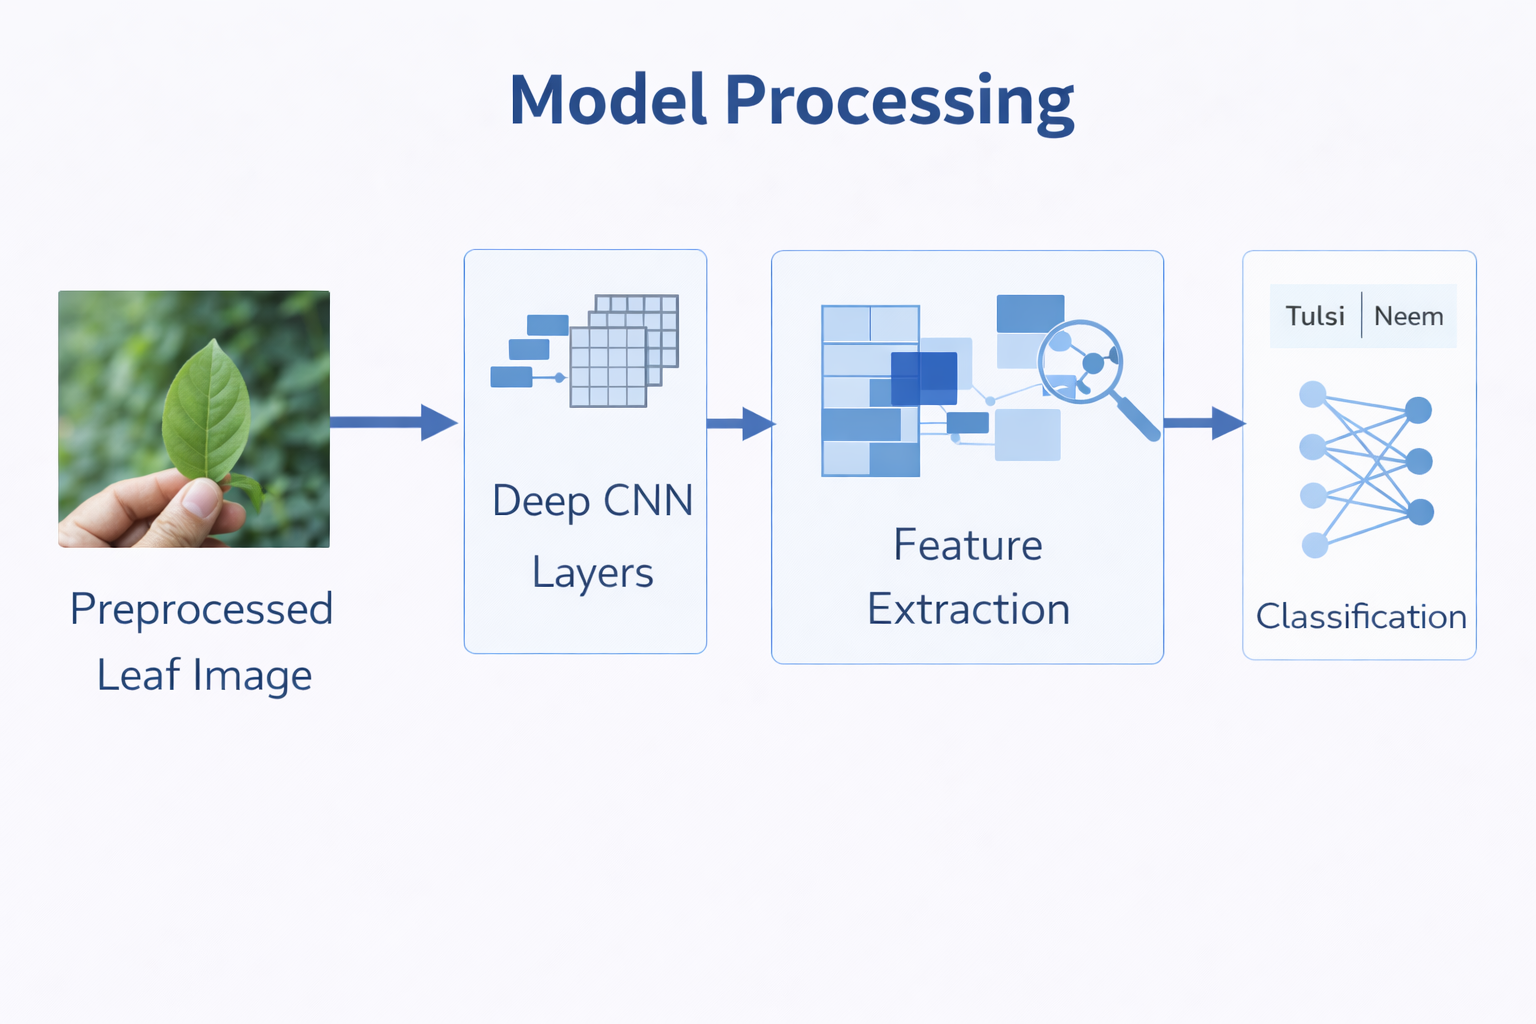 Model Processing
Preprocessed
Leaf Image
Deep CNN
Layers
Feature
Extraction
Tulsi | Neem
Classification